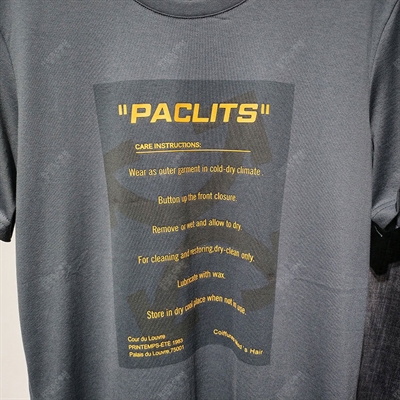 "PACLITS"
CARE INSTRUCTIONS:
Wear as outer garment in cold-dry climate.
Button up the front closure.
Remove or wet and allow to dry.
For cleaning and restoring,dry-clean only.
Lubricate with wax.
Store in dry cool place when not in use.
Cour du Louvre
PRINTEMPS-ÉTÉ 1983
Palais du Louvre,75001
Hair